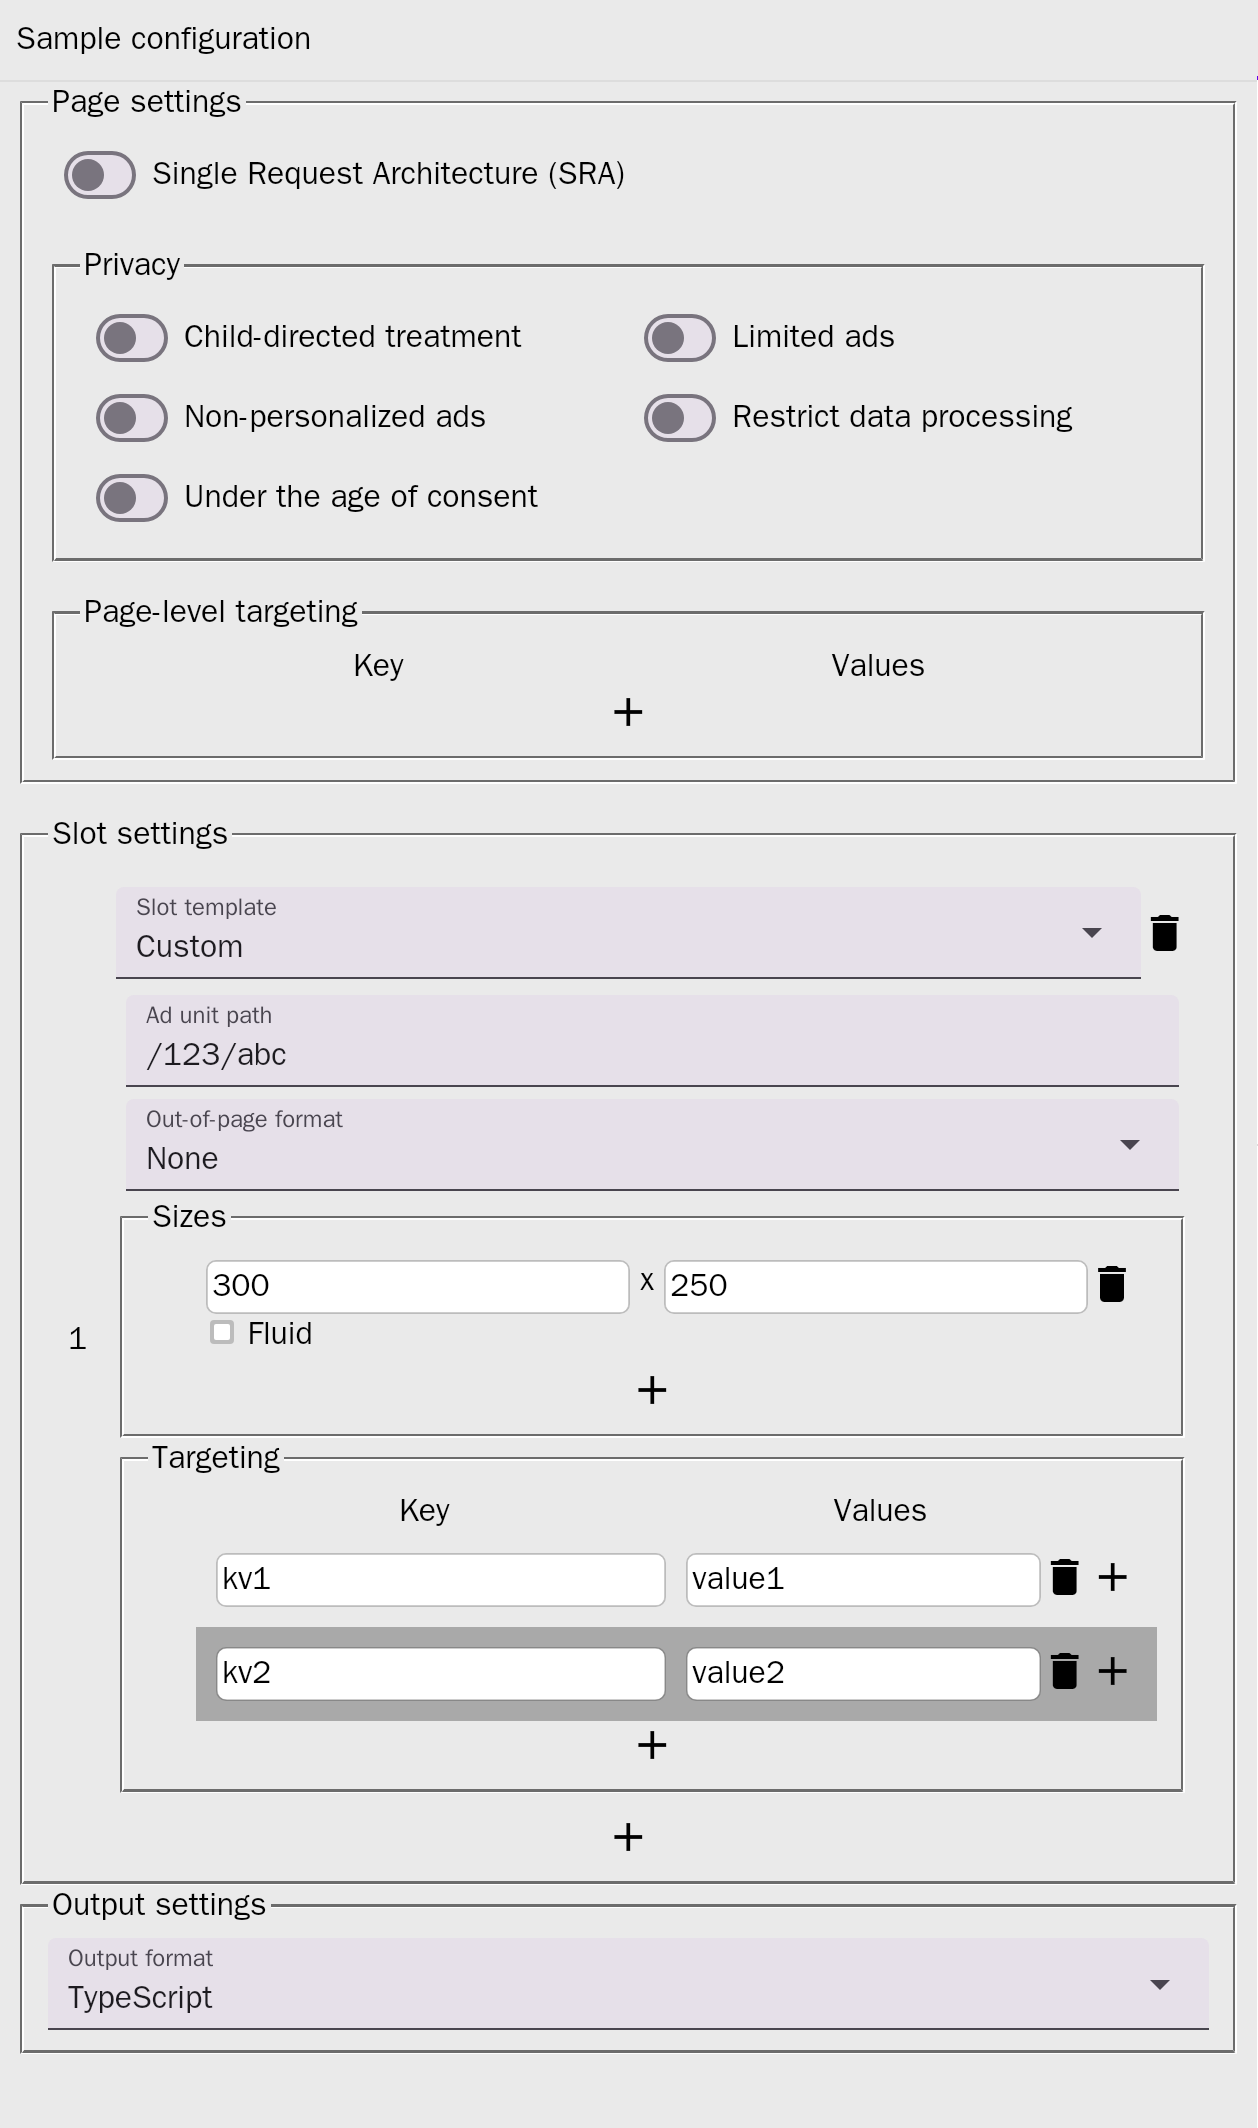 Sample configuration
Page settings
Single Request Architecture (SRA)
Privacy
Child-directed treatment
Limited ads
Non-personalized ads
Restrict data processing
Under the age of consent
Page-level targeting
Key Values
+
Slot settings
1
Slot template
Custom
Ad unit path
/123/abc
Out-of-page format
None
Sizes
300 x 250
Fluid
+
Targeting
Key Values
kv1 value1 +
kv2 value2 +
+
+
Output settings
Output format
TypeScript